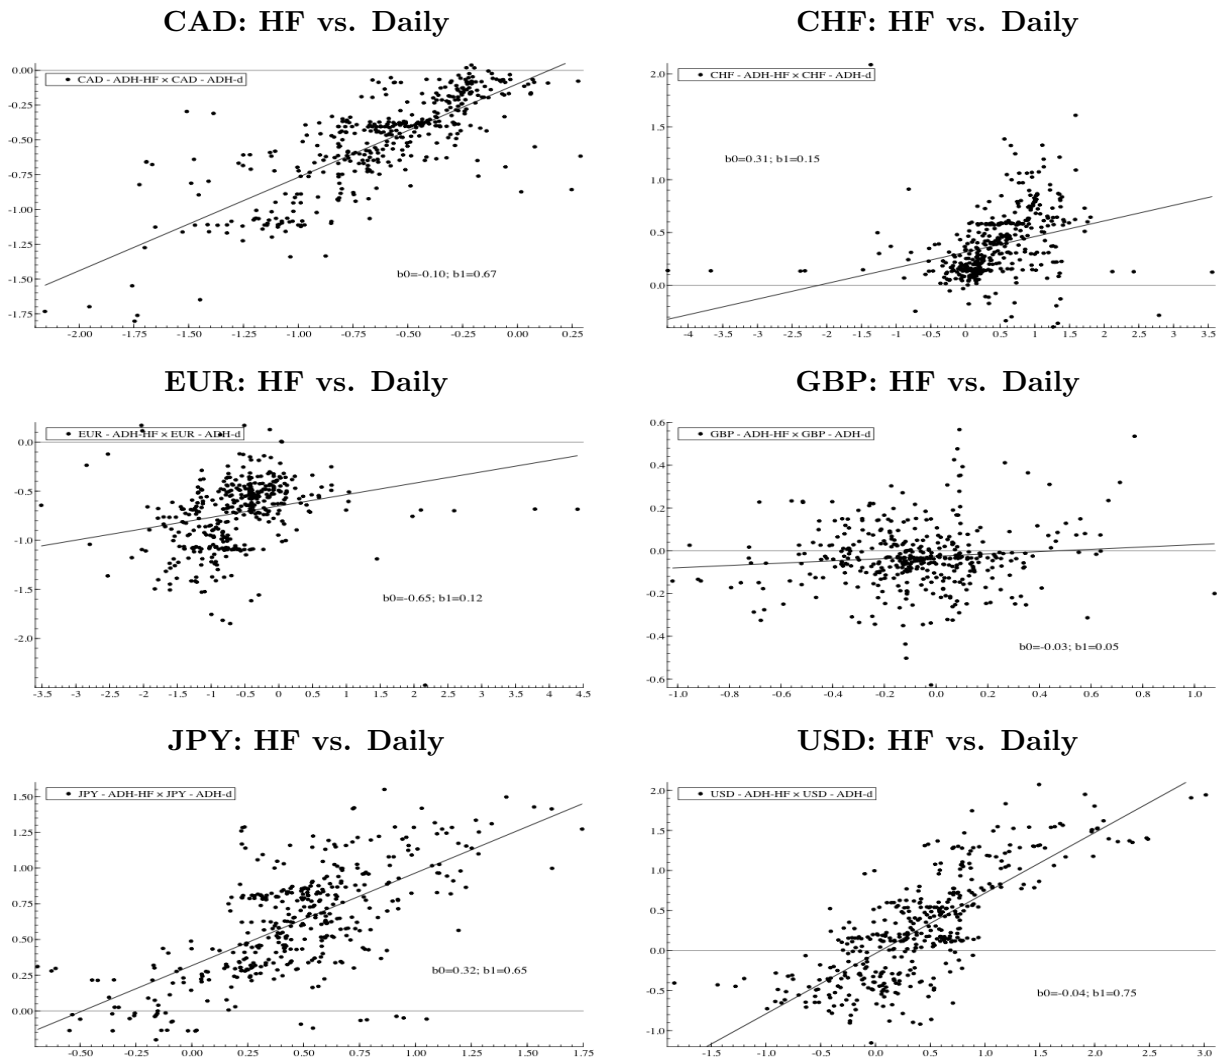 CAD: HF vs. Daily
CHF: HF vs. Daily
0.00
-0.25
-0.50
-0.75
-1.00
-1.25
-1.50
-1.75
CAD - ADH-HF × CAD - ADH-d
b0=-0.10; b1=0.67
-1.95 -1.75 -1.50 -1.25 -1.00 -0.75 -0.50 -0.25 0.00 0.25
2.0
1.5
1.0
0.5
0.0
CHF - ADH-HF × CHF - ADH-d
b0=0.31; b1=0.15
-4 -3.5 -3 -2.5 -2 -1.5 -1 -0.5 0 0.5 1 1.5 2 2.5 3 3.5
EUR: HF vs. Daily
GBP: HF vs. Daily
0.0
-0.5
-1.0
-1.5
-2.0
EUR - ADH-HF × EUR - ADH-d
b0=-0.65; b1=0.12
-3.5 -3 -2.5 -2 -1.5 -1 -0.5 0 0.5 1 1.5 2 2.5 3 3.5 4 4.5
0.6
0.4
0.2
0.0
-0.2
-0.4
-0.6
GBP - ADH-HF × GBP - ADH-d
b0=-0.03; b1=0.05
-1.0 -0.8 -0.6 -0.4 -0.2 0.0 0.2 0.4 0.6 0.8 1.0
JPY: HF vs. Daily
USD: HF vs. Daily
1.50
1.25
1.00
0.75
0.50
0.25
0.00
JPY - ADH-HF × JPY - ADH-d
b0=0.32; b1=0.65
-0.50 -0.25 0.00 0.25 0.50 0.75 1.00 1.25 1.50 1.75
2.0
1.5
1.0
0.5
0.0
-0.5
-1.0
USD - ADH-HF × USD - ADH-d
b0=-0.04; b1=0.75
-1.5 -1.0 -0.5 0.0 0.5 1.0 1.5 2.0 2.5 3.0